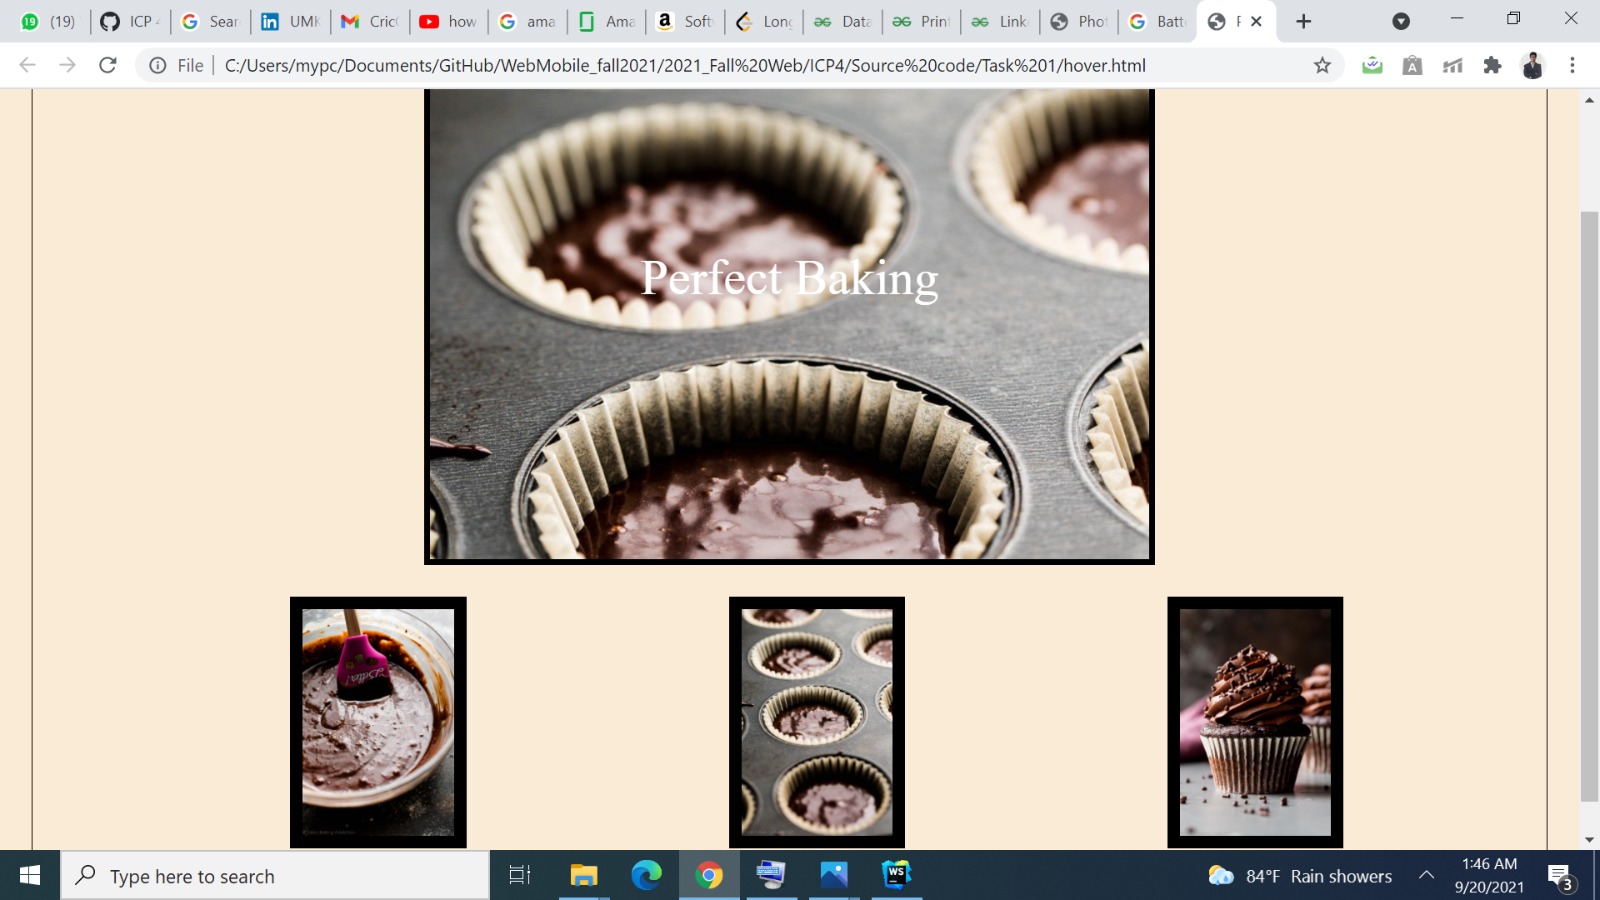 (19) ICP 4 Sear UMK Cric how ama Ama Soft Long Data Print Link Phot Batt F
File C:/Users/mypc/Documents/GitHub/WebMobile_fall2021/2021_Fall%20Web/ICP4/Source%20code/Task%201/hover.html
Perfect Baking
Type here to search
84°F Rain showers
1:46 AM
9/20/2021
3